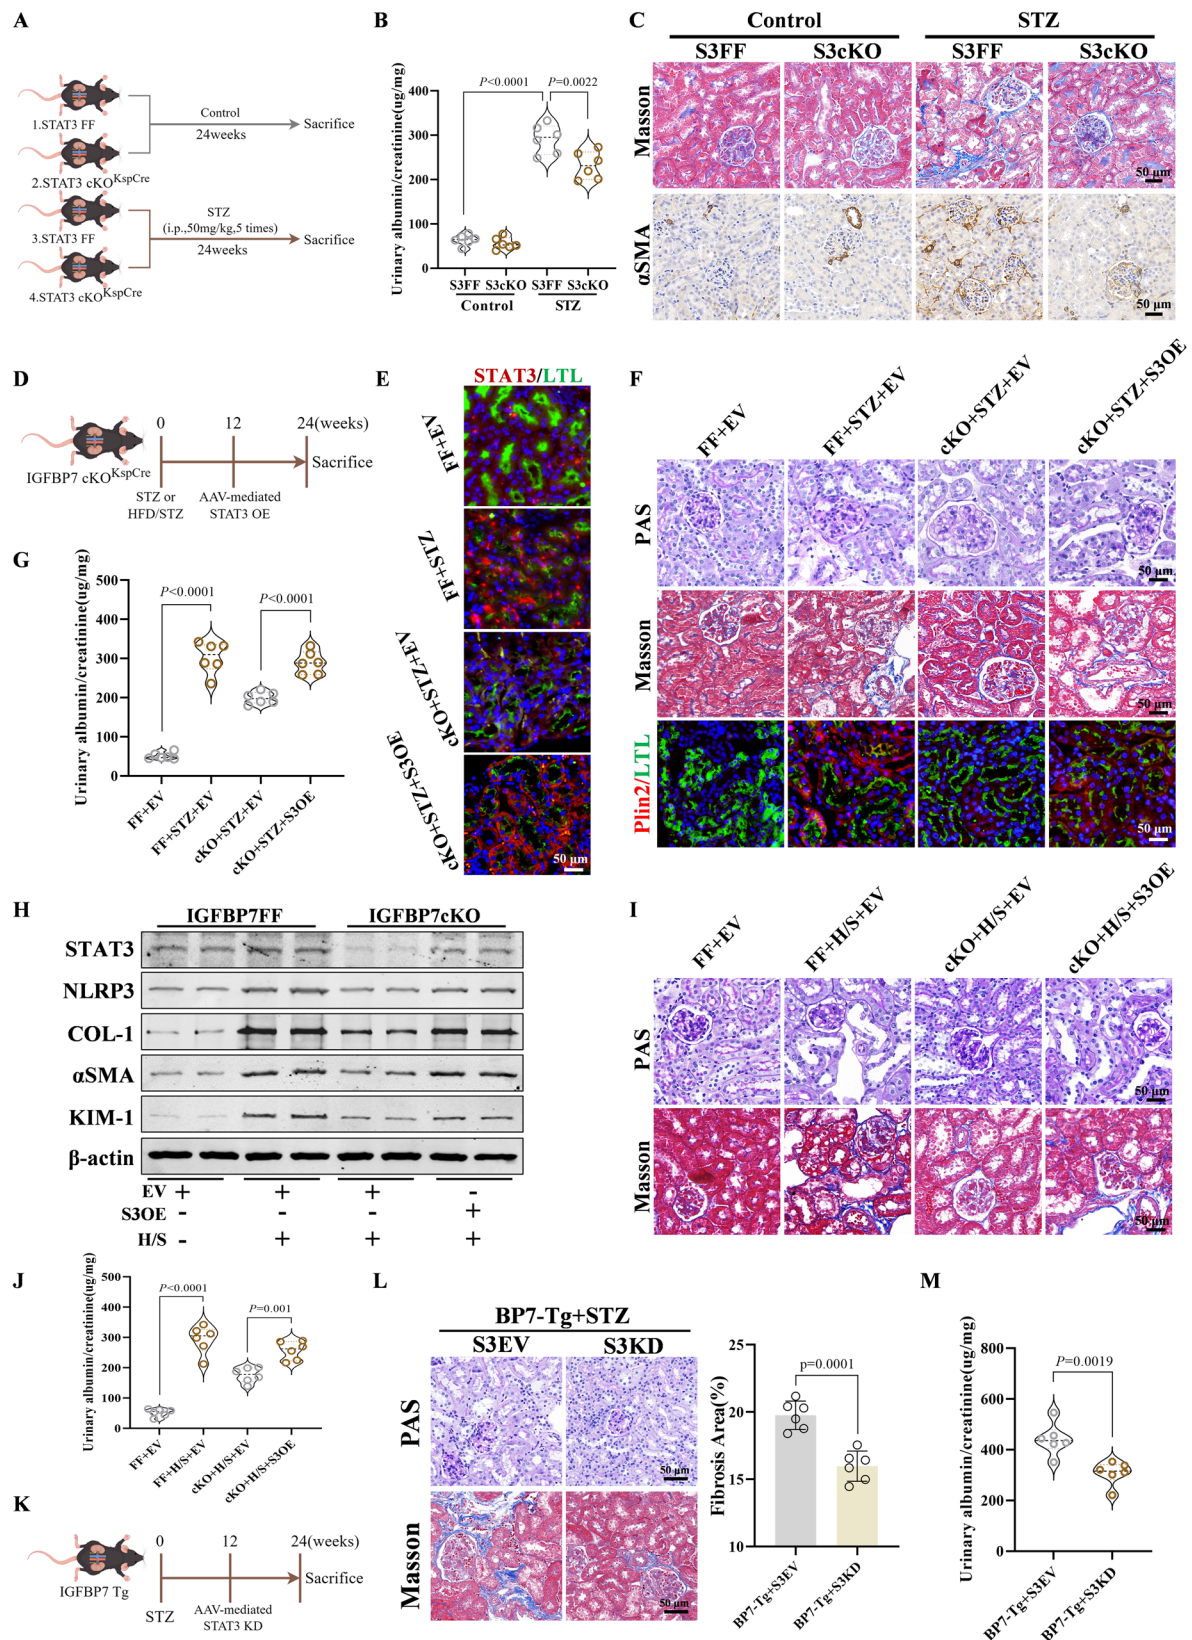 A
1.STAT3 FF
2.STAT3 cKO KspCre
3.STAT3 FF
4.STAT3 cKO KspCre
Control
24weeks
Sacrifice
STZ
(i.p.,50mg/kg,5 times)
24weeks
Sacrifice
B
Urinary albumin/creatinine(ug/mg)
400
300
200
100
0
P<0.0001
P=0.0022
S3FF S3cKO S3FF S3cKO
Control STZ
C
Control STZ
S3FF S3cKO S3FF S3cKO
Masson
50 μm
αSMA
50 μm
D
0 12 24(weeks)
IGFBP7 cKO KspCre
Sacrifice
STZ or
HFD/STZ
AAV-mediated
STAT3 OE
E
STAT3/LTL
FF+EV
FF+STZ
cKO+STZ+EV
cKO+STZ+S3OE
50 μm
F
FF+EV
FF+STZ+EV
cKO+STZ+EV
cKO+STZ+S3OE
PAS
50 μm
Masson
50 μm
Plin2/LTL
50 μm
G
Urinary albumin/creatinine(ug/mg)
500
400
300
200
100
0
P<0.0001
P<0.0001
FF+EV
FF+STZ+EV
cKO+STZ+EV
cKO+STZ+S3OE
H
IGFBP7FF IGFBP7cKO
STAT3
NLRP3
COL-1
αSMA
KIM-1
β-actin
EV + + + -
S3OE - - - +
H/S - + + +
I
FF+EV
FF+H/S+EV
cKO+H/S+EV
cKO+H/S+S3OE
PAS
50 μm
Masson
50 μm
J
Urinary albumin/creatinine(ug/mg)
500
400
300
200
100
0
P<0.0001
P=0.001
FF+EV
FF+H/S+EV
cKO+H/S+EV
cKO+H/S+S3OE
K
0 12 24(weeks)
IGFBP7 Tg
Sacrifice
STZ
AAV-mediated
STAT3 KD
L
BP7-Tg+STZ
S3EV S3KD
PAS
50 μm
Masson
50 μm
Fibrosis Area(%)
25
20
15
10
p=0.0001
BP7-Tg+S3EV
BP7-Tg+S3KD
M
Urinary albumin/creatinine(ug/mg)
800
600
400
200
0
P=0.0019
BP7-Tg+S3EV
BP7-Tg+S3KD